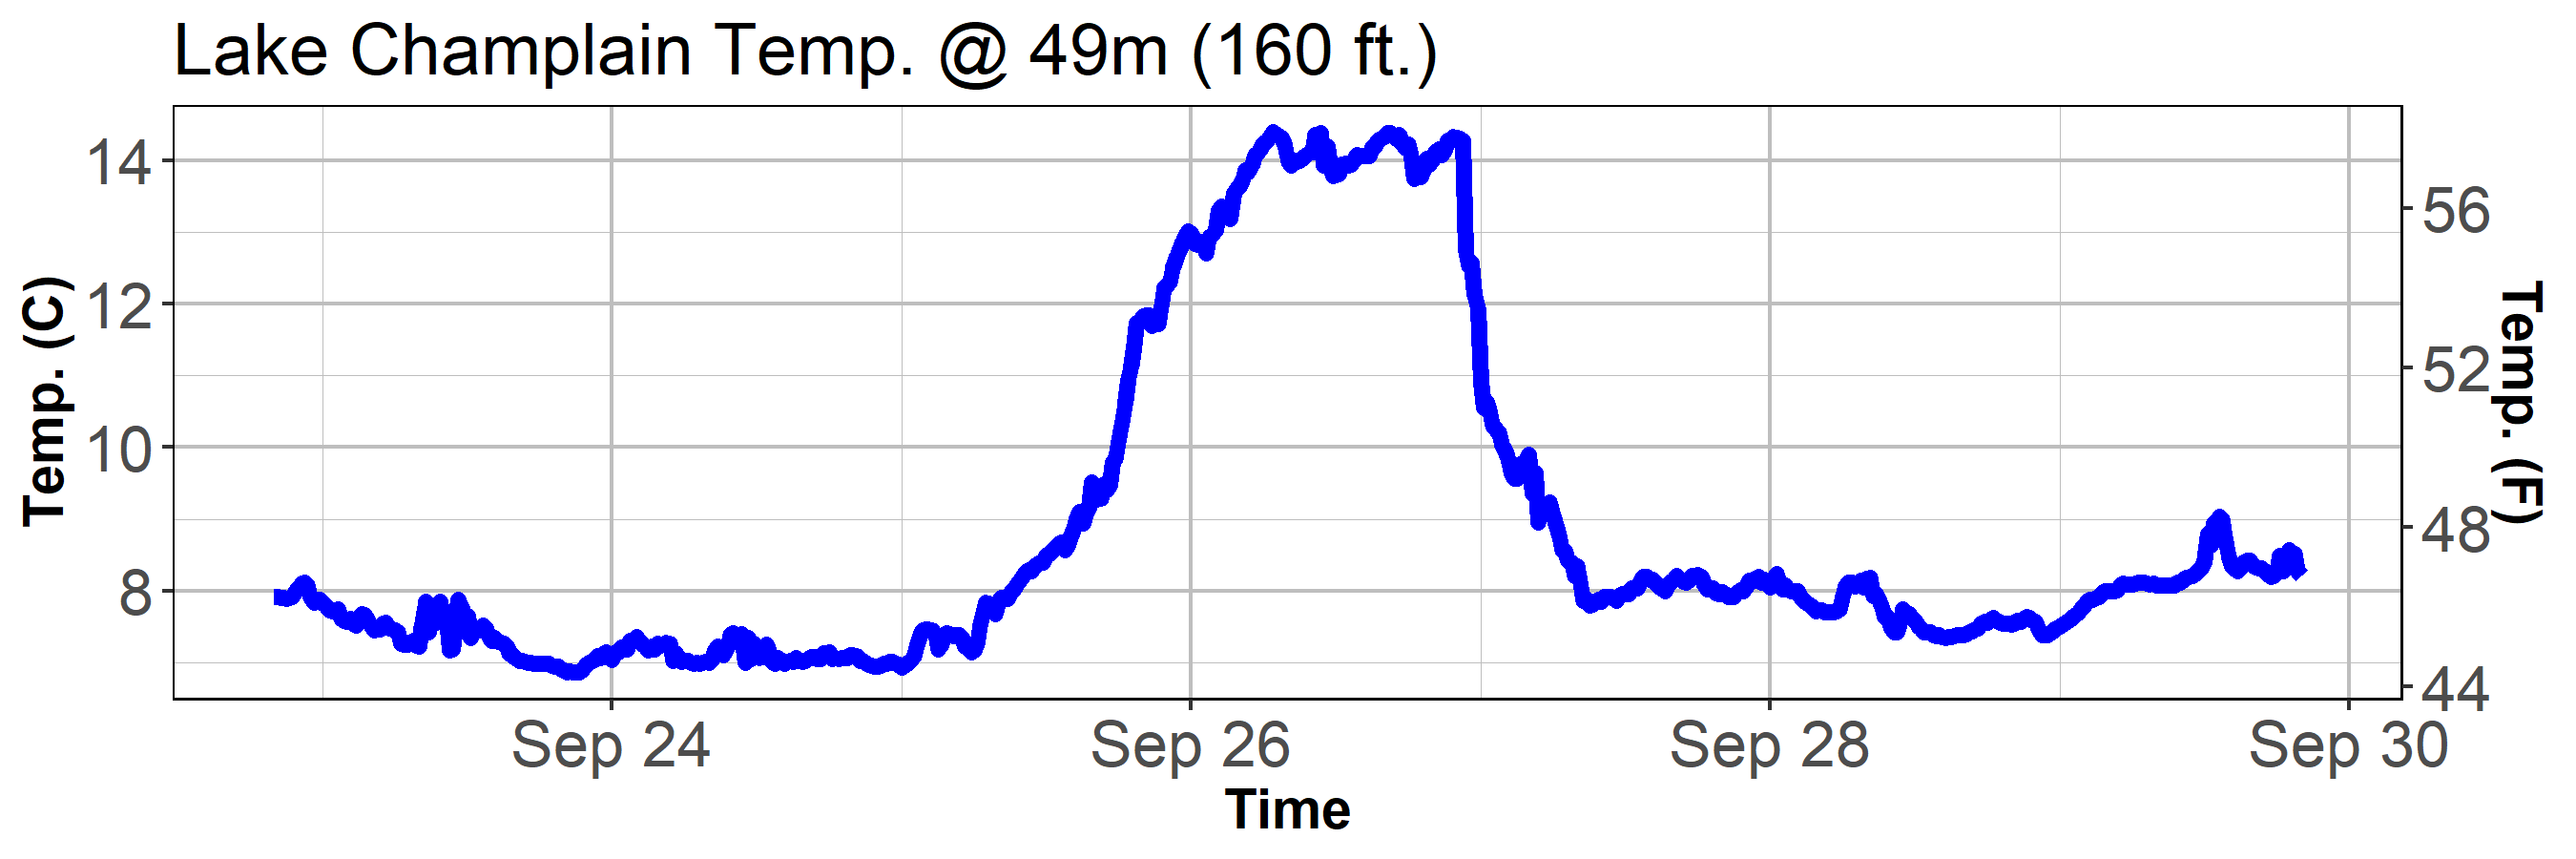 Lake Champlain Temp. @ 49m (160 ft.)
Temp. (C)
14
12
10
8
56
52
48
44
Temp. (F)
Sep 24 Sep 26 Sep 28 Sep 30
Time